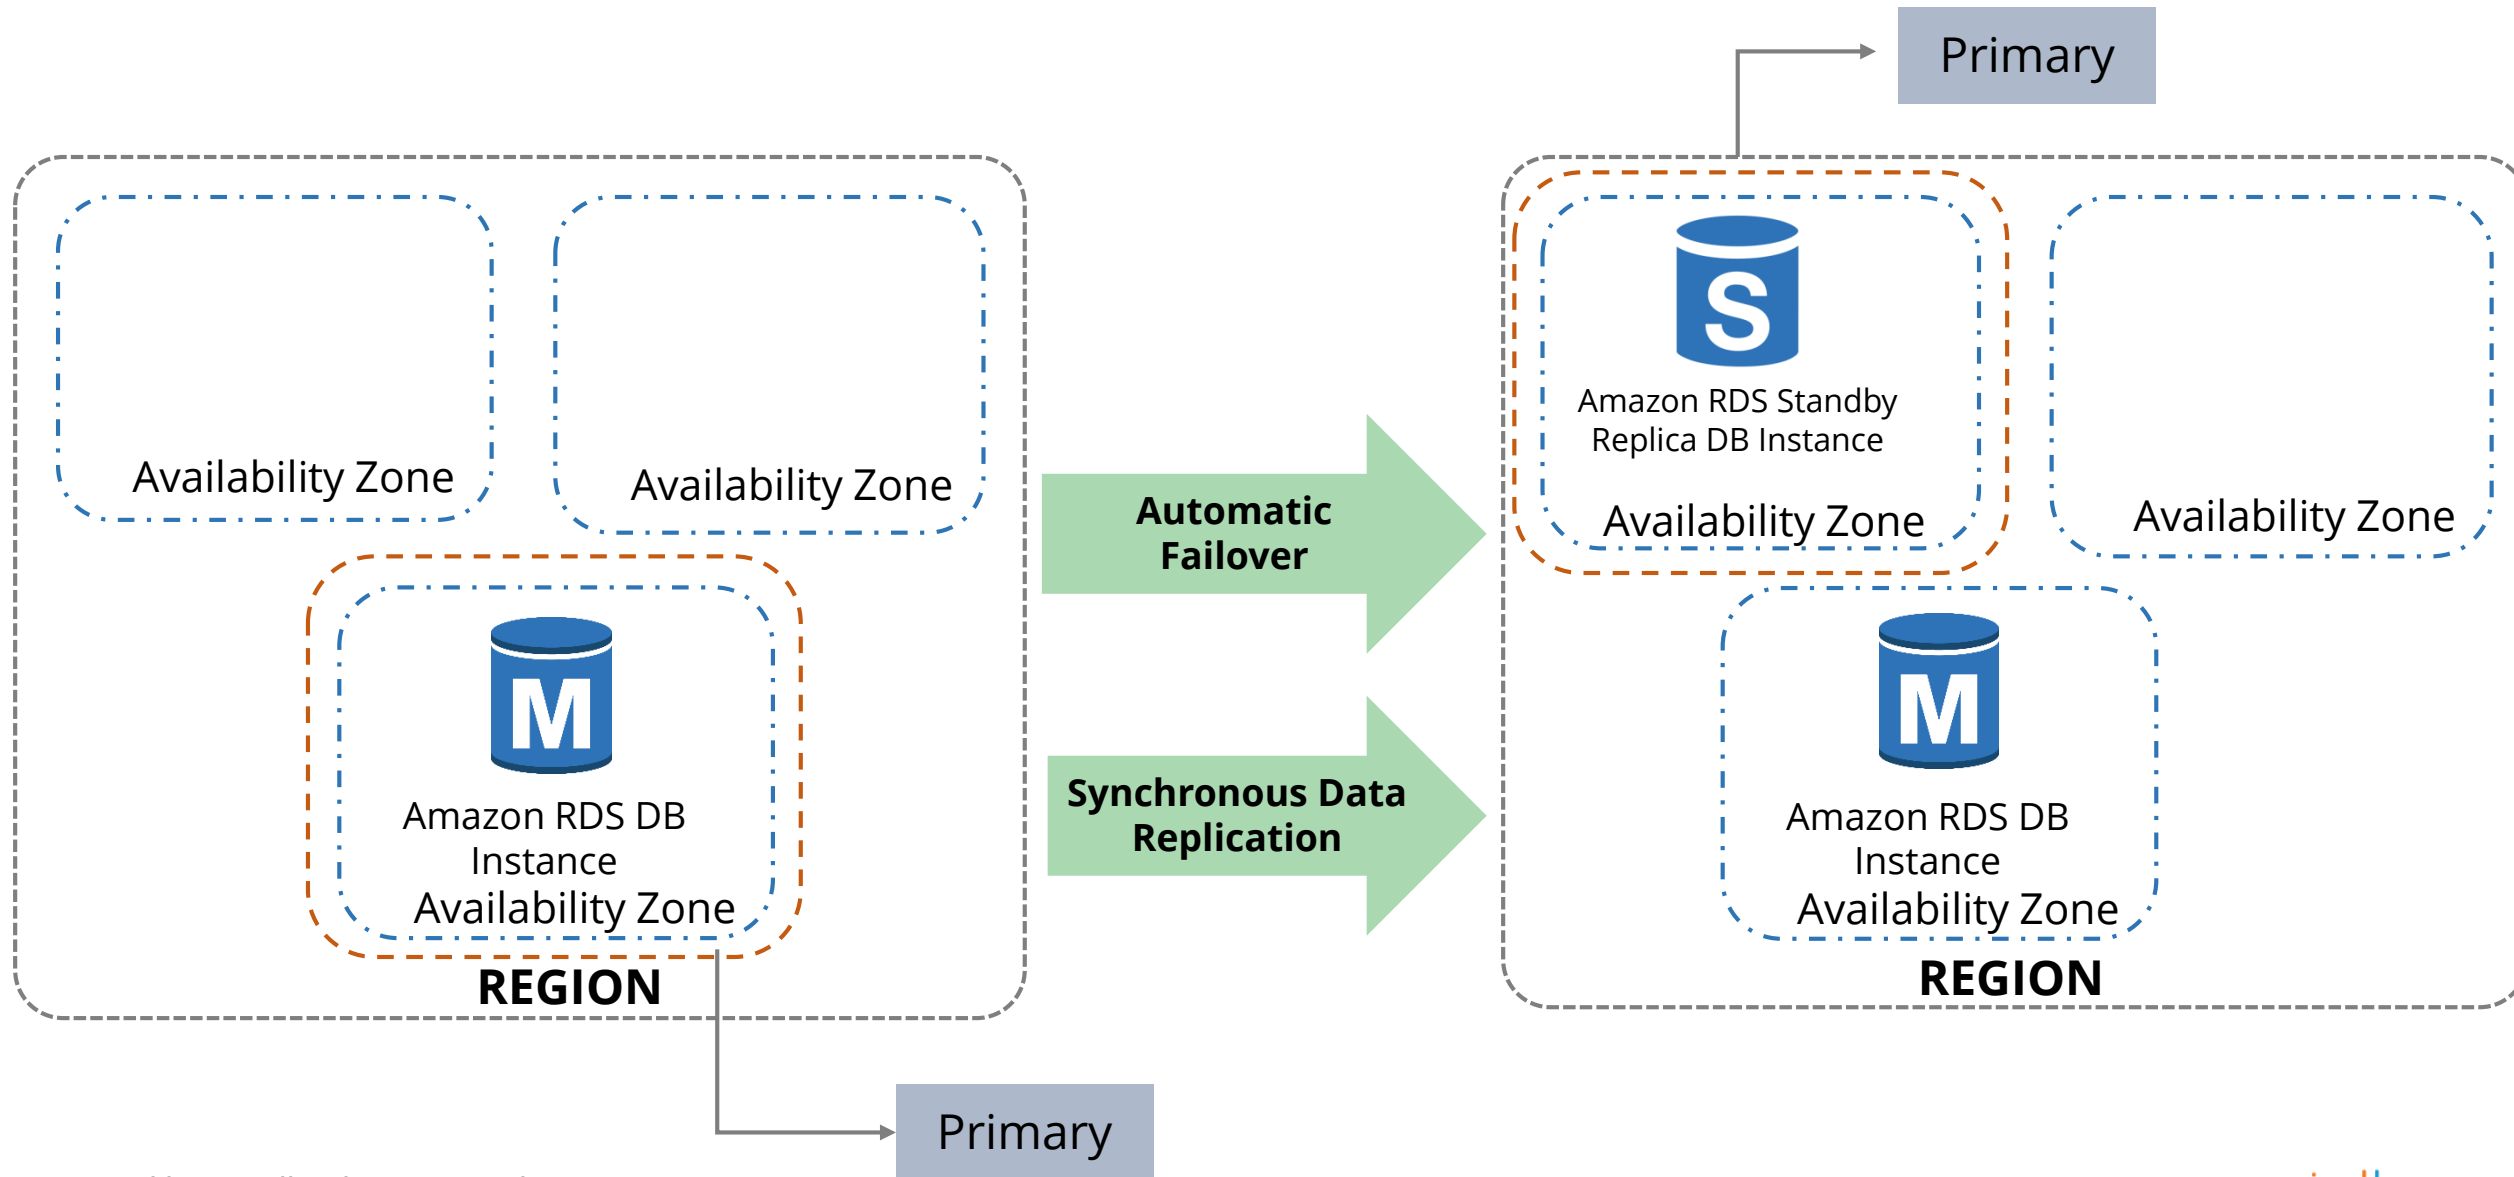 Primary
Availability Zone
Availability Zone
Amazon RDS DB
Instance
Availability Zone
REGION
Primary
Automatic
Failover
Synchronous Data
Replication
S
Amazon RDS Standby
Replica DB Instance
Availability Zone
Availability Zone
M
Amazon RDS DB
Instance
Availability Zone
REGION
M